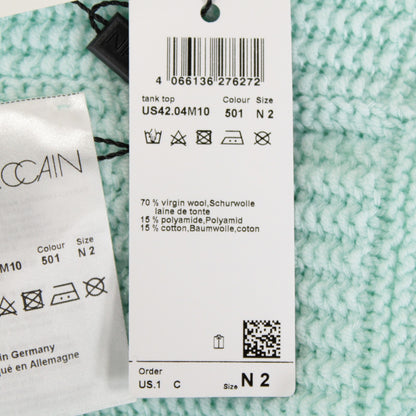 4 066136 276272
tank top Colour Size
US42.04M10 501 N 2
70 % virgin wool,Schurwolle
laine de tonte
15 % polyamide,Polyamid
15 % cotton,Baumwolle,coton
Order
US.1 C Size N 2
CCAIN
Colour Size
M10 501 N 2
in Germany
qué en Allemagne